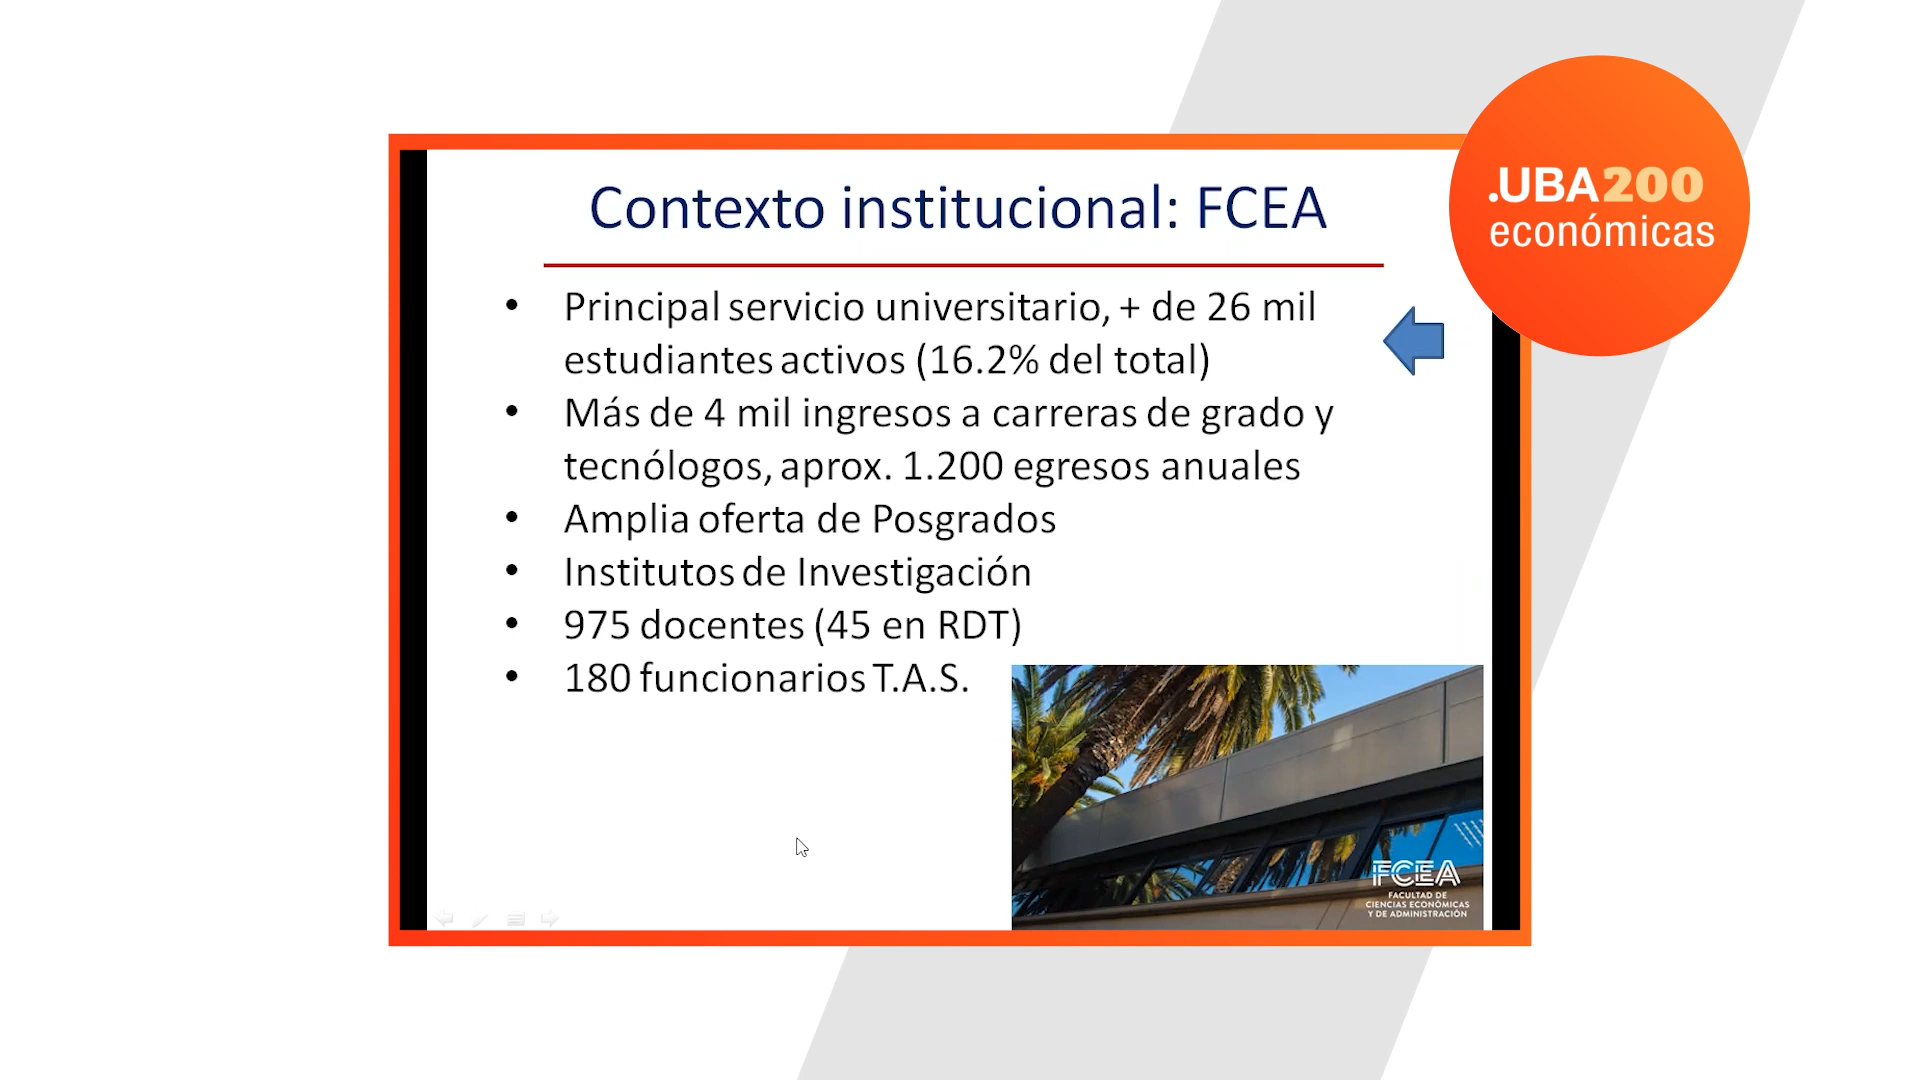 .UBA200
económicas
Contexto institucional: FCEA
• Principal servicio universitario, + de 26 mil
estudiantes activos (16.2% del total)
• Más de 4 mil ingresos a carreras de grado y
tecnólogos, aprox. 1.200 egresos anuales
• Amplia oferta de Posgrados
• Institutos de Investigación
• 975 docentes (45 en RDT)
• 180 funcionarios T.A.S.
FCEA
FACULTAD DE
CIENCIAS ECONÓMICAS
Y DE ADMINISTRACIÓN